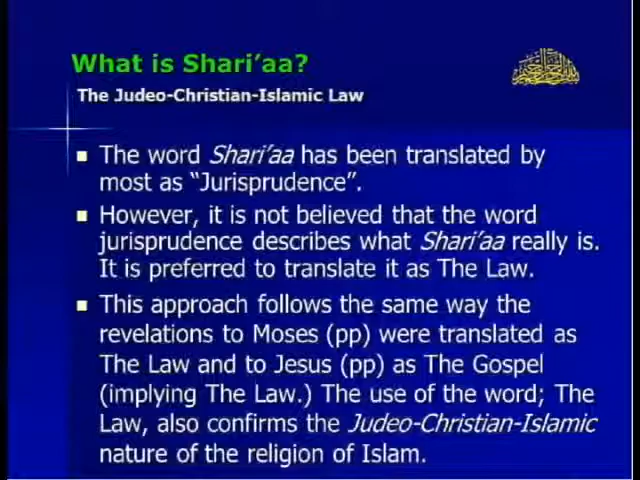 What is Shari'aa?
The Judeo-Christian-Islamic Law
The word Shari'aa has been translated by
most as “Jurisprudence”.
However, it is not believed that the word
jurisprudence describes what Shari'aa really is.
It is preferred to translate it as The Law.
This approach follows the same way the
revelations to Moses (pp) were translated as
The Law and to Jesus (pp) as The Gospel
(implying The Law.) The use of the word; The
Law, also confirms the Judeo-Christian-Islamic
nature of the religion of Islam.